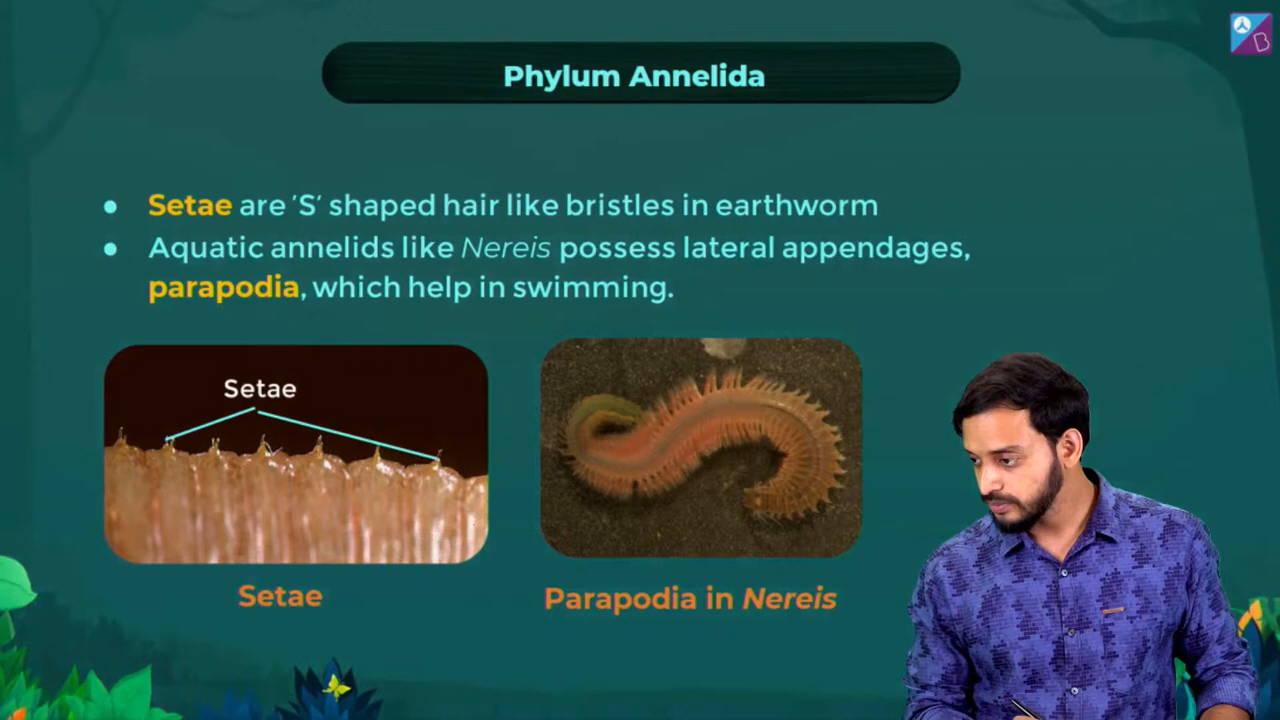 Phylum Annelida
Setae are 'S' shaped hair like bristles in earthworm
Aquatic annelids like Nereis possess lateral appendages,
parapodia, which help in swimming.
Setae
Setae
Parapodia in Nereis
B